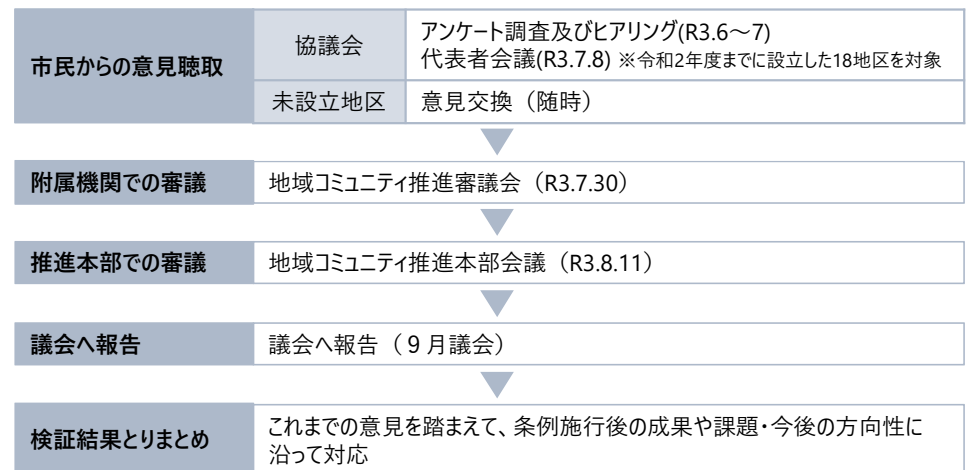 市民からの意見聴取
協議会
アンケート調査及びヒアリング(R3.6～7)
代表者会議(R3.7.8) ※令和2年度までに設立した18地区を対象
未設立地区
意見交換（随時）
附属機関での審議
地域コミュニティ推進審議会（R3.7.30）
推進本部での審議
地域コミュニティ推進本部会議（R3.8.11）
議会へ報告
議会へ報告（９月議会）
検証結果とりまとめ
これまでの意見を踏まえて、条例施行後の成果や課題・今後の方向性に
沿って対応